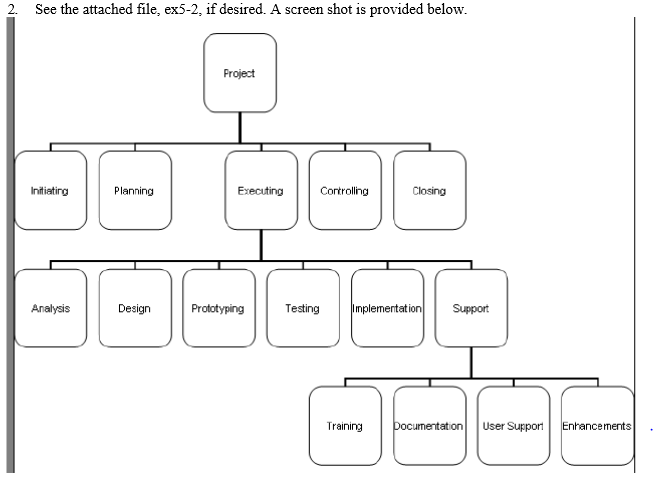 2. See the attached file, ex5-2, if desired. A screen shot is provided below.
Project
Initiating Planning Executing Controlling Closing
Analysis Design Prototyping Testing Implementation Support
Training Documentation User Support Enhancements
.